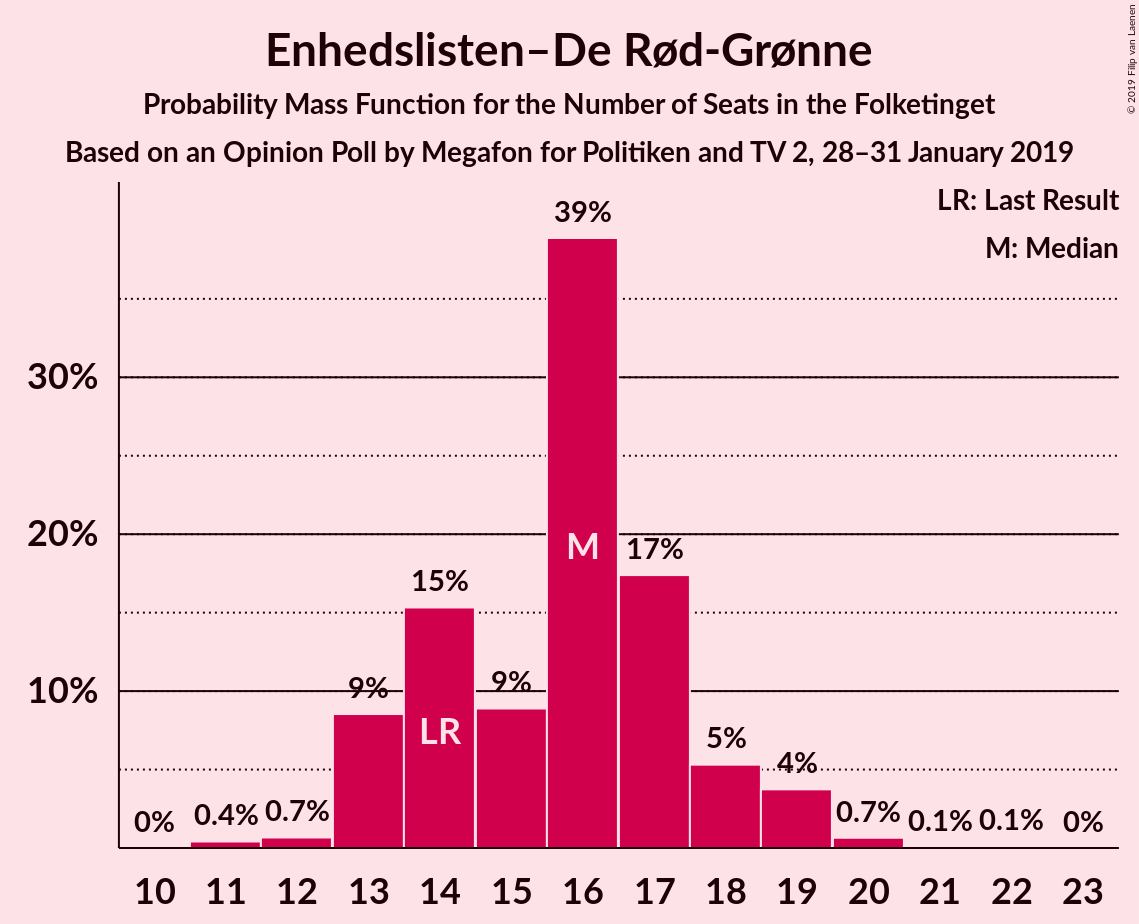 Enhedslisten–De Rød-Grønne
Probability Mass Function for the Number of Seats in the Folketinget
Based on an Opinion Poll by Megafon for Politiken and TV 2, 28–31 January 2019
© 2019 Filip van Laenen
LR: Last Result
M: Median
39%
30%
20%
17%
M
15%
10%
9%
9%
LR
5%
4%
0%
0.4%
0.7%
0.7%
0.1%
0.1%
0%
10 11 12 13 14 15 16 17 18 19 20 21 22 23